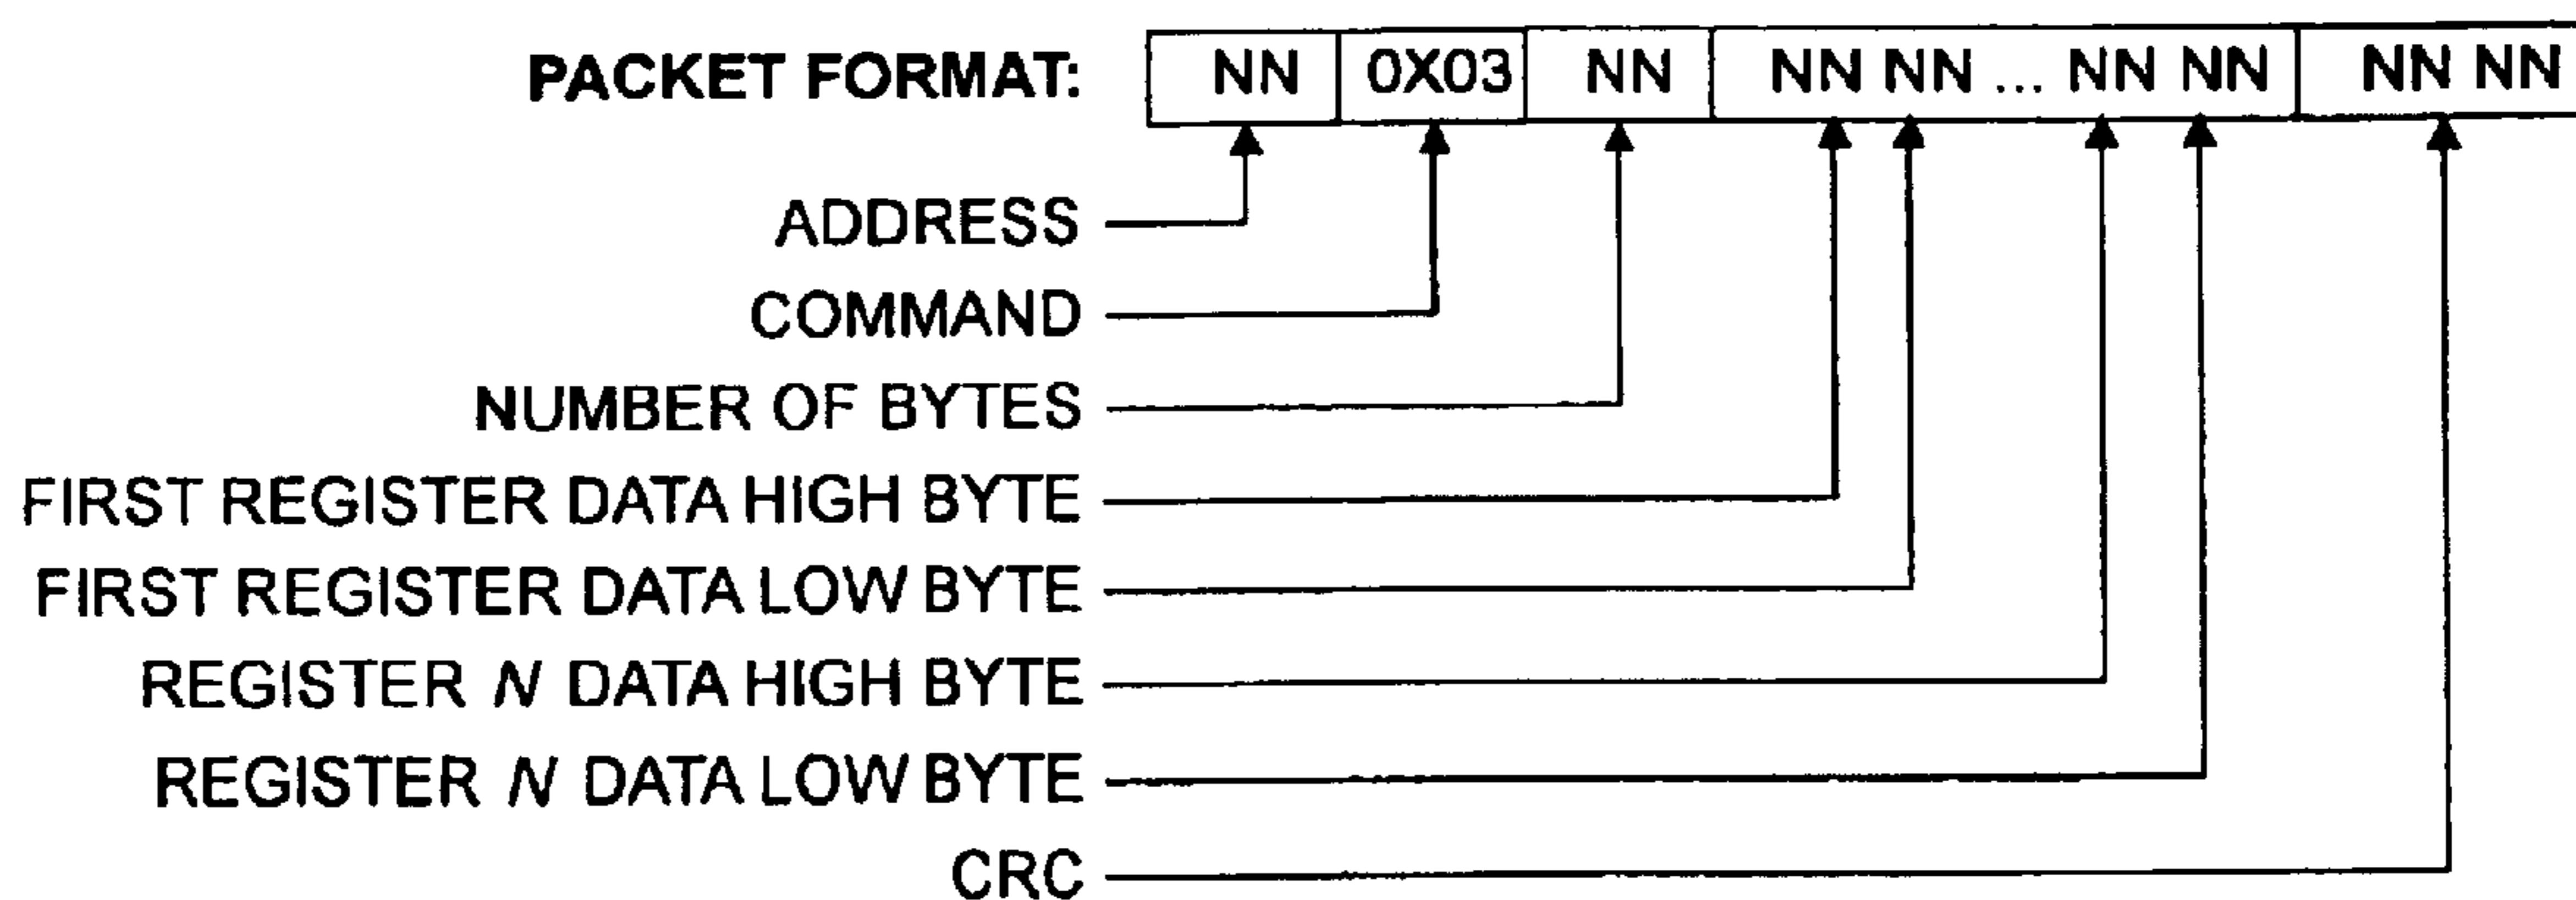 PACKET FORMAT: NN 0X03 NN NN NN ... NN NN NN NN
ADDRESS
COMMAND
NUMBER OF BYTES
FIRST REGISTER DATA HIGH BYTE
FIRST REGISTER DATA LOW BYTE
REGISTER N DATA HIGH BYTE
REGISTER N DATA LOW BYTE
CRC